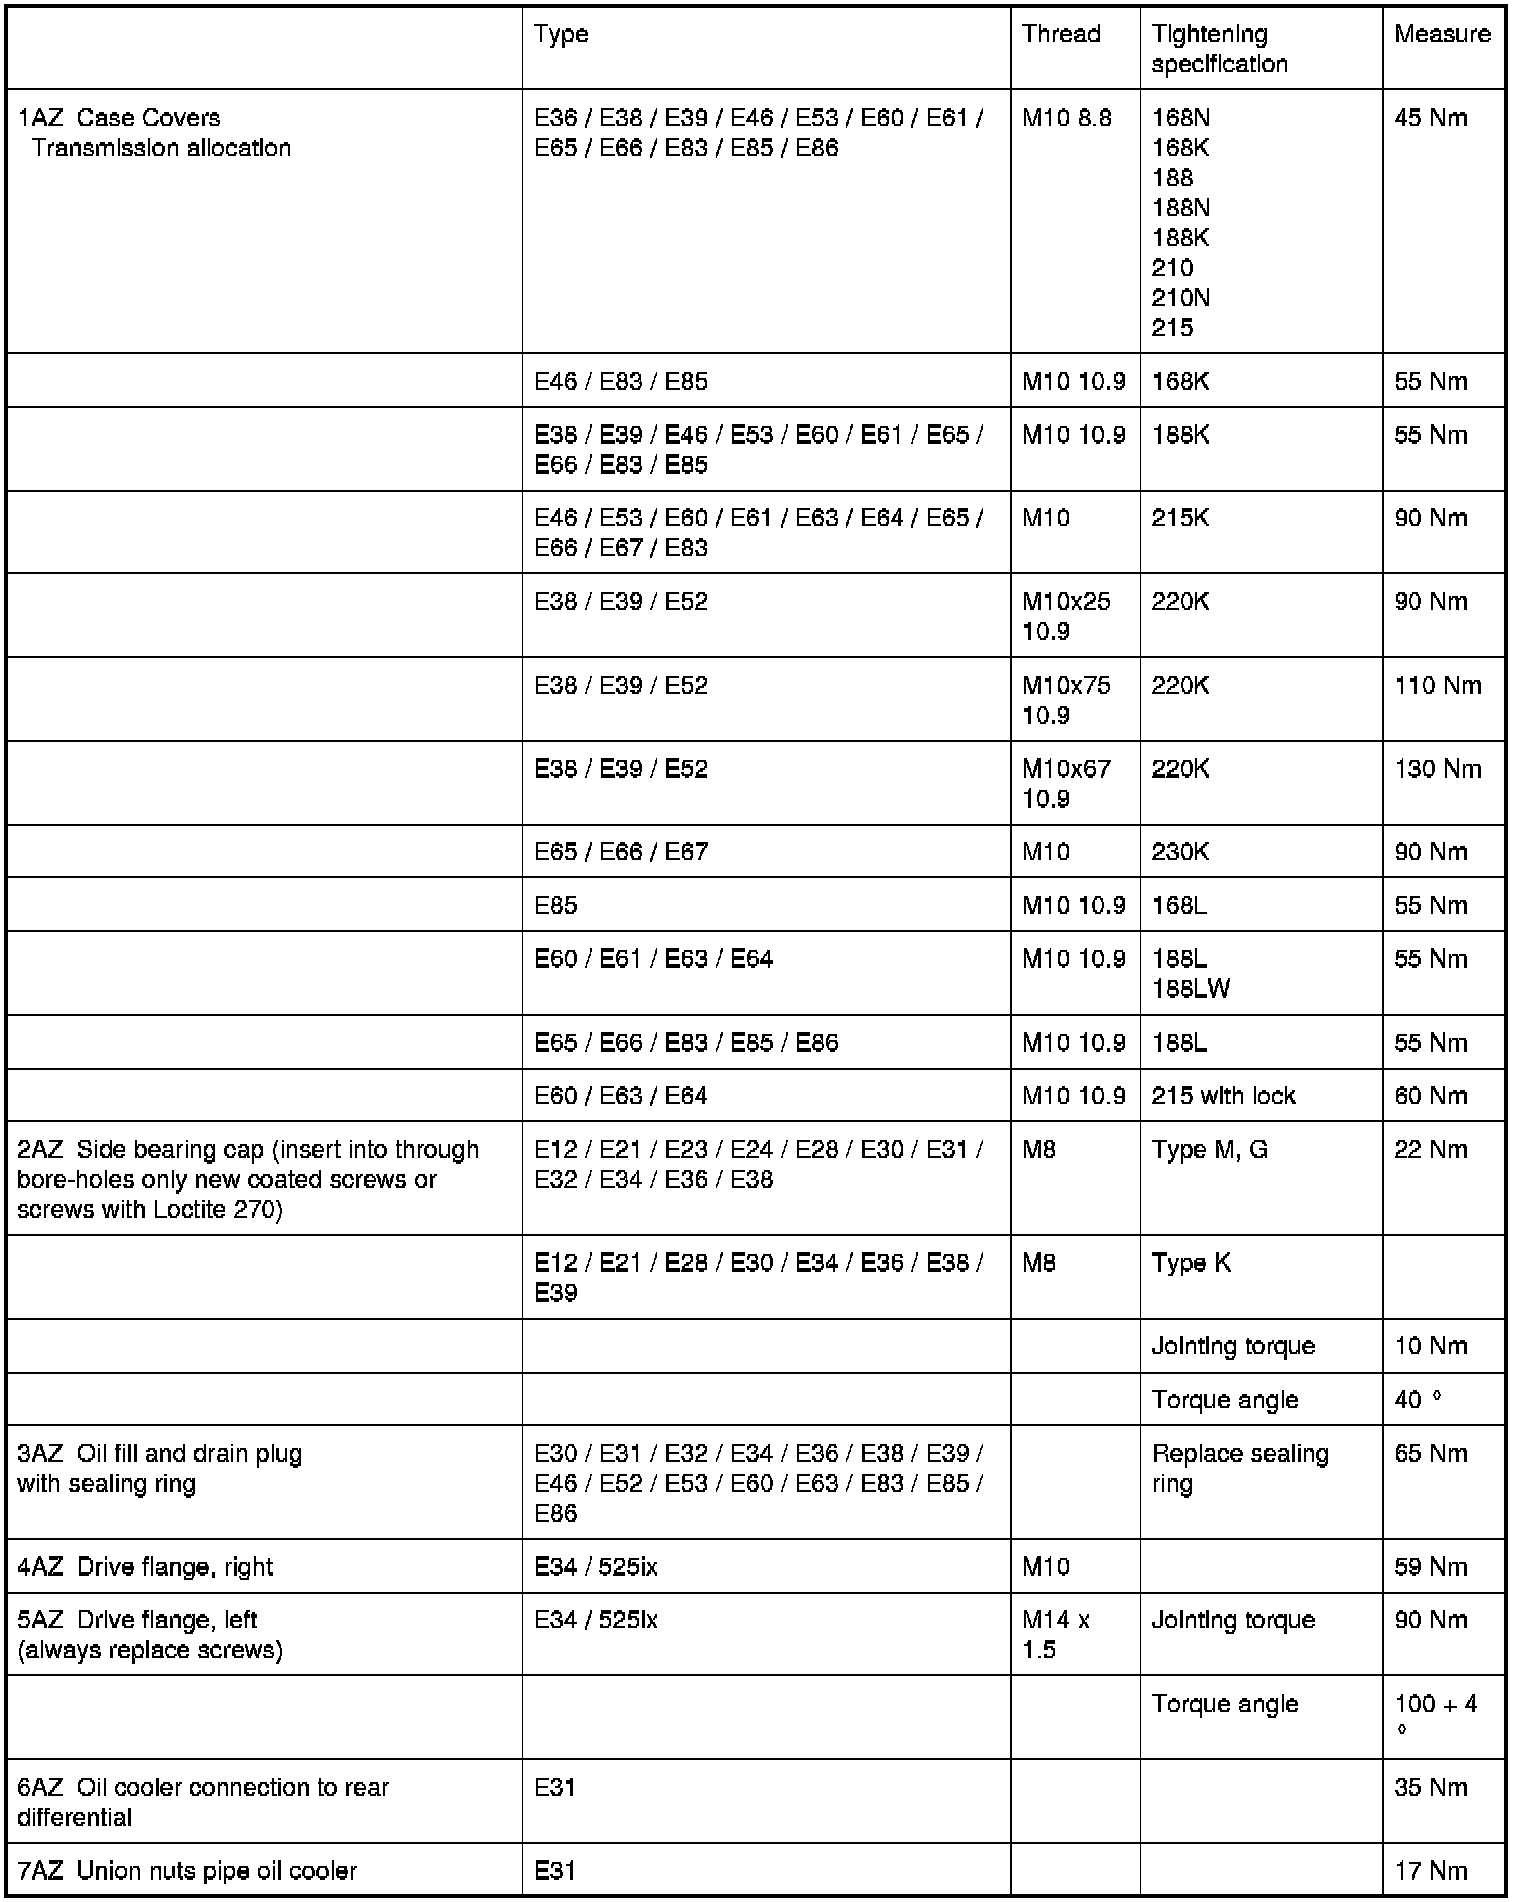 Type Thread Tightening Measure
specification
1AZ Case Covers E36 / E38 / E39 / E46 / E53 / E60 / E61 / M10 8.8 168N 45 Nm
Transmission allocation E65 / E66 / E83 / E85 / E86 168K
188
188N
188K
210
210N
215
E46 / E83 / E85 M10 10.9 168K 55 Nm
E38 / E39 / E46 / E53 / E60 / E61 / E65 / M10 10.9 188K 55 Nm
E66 / E83 / E85
E46 / E53 / E60 / E61 / E63 / E64 / E65 / M10 215K 90 Nm
E66 / E67 / E83
E38 / E39 / E52 M10x25 220K 90 Nm
10.9
E38 / E39 / E52 M10x75 220K 110 Nm
10.9
E38 / E39 / E52 M10x67 220K 130 Nm
10.9
E65 / E66 / E67 M10 230K 90 Nm
E85 M10 10.9 168L 55 Nm
E60 / E61 / E63 / E64 M10 10.9 188L 55 Nm
188LW
E65 / E66 / E83 / E85 / E86 M10 10.9 188L 55 Nm
E60 / E63 / E64 M10 10.9 215 with lock 60 Nm
2AZ Side bearing cap (insert into through E12 / E21 / E23 / E24 / E28 / E30 / E31 / M8 Type M, G 22 Nm
bore-holes only new coated screws or E32 / E34 / E36 / E38
screws with Loctite 270)
E12 / E21 / E28 / E30 / E34 / E36 / E38 / M8 Type K
E39
Jointing torque 10 Nm
Torque angle 40 °
3AZ Oil fill and drain plug E30 / E31 / E32 / E34 / E36 / E38 / E39 / Replace sealing 65 Nm
with sealing ring E46 / E52 / E53 / E60 / E63 / E83 / E85 / ring
E86
4AZ Drive flange, right E34 / 525ix M10 59 Nm
5AZ Drive flange, left E34 / 525ix M14 x Jointing torque 90 Nm
(always replace screws) 1.5
Torque angle 100 + 4
°
6AZ Oil cooler connection to rear E31 35 Nm
differential
7AZ Union nuts pipe oil cooler E31 17 Nm